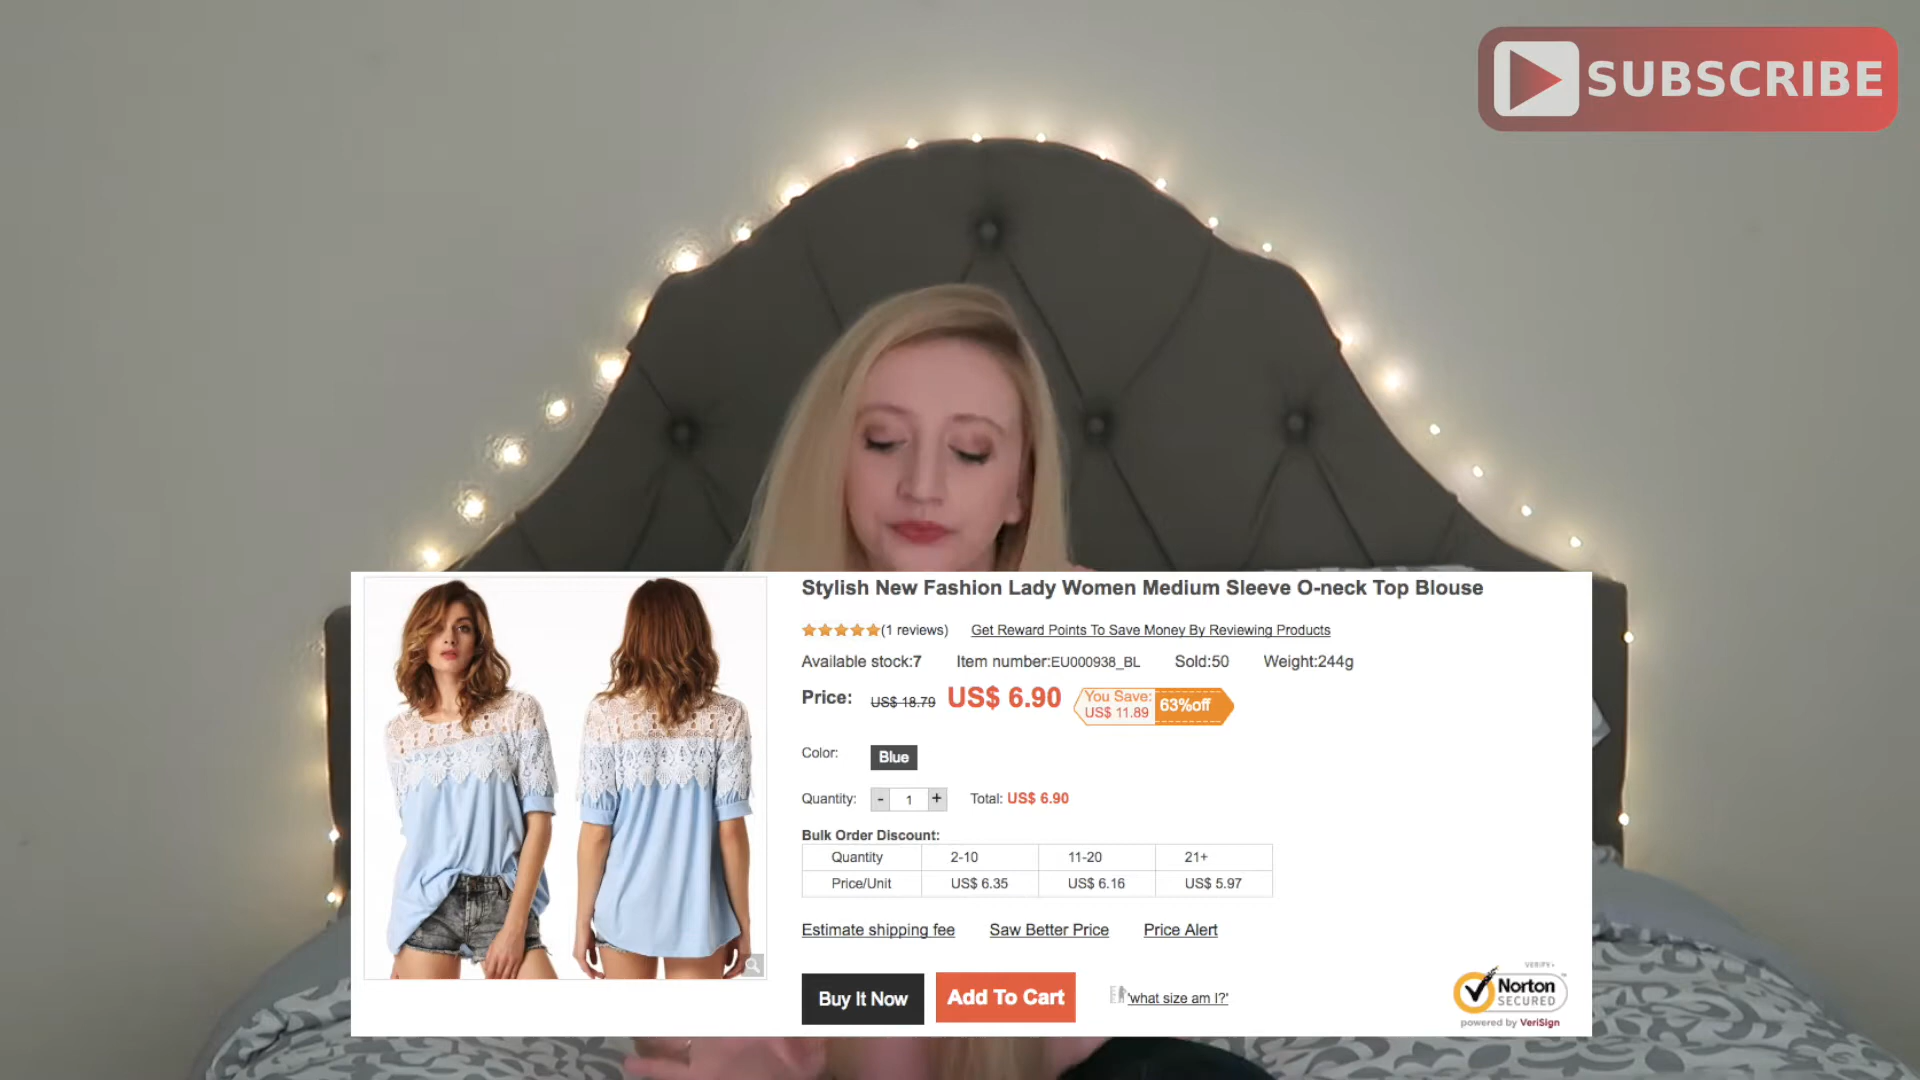 SUBSCRIBE
Stylish New Fashion Lady Women Medium Sleeve O-neck Top Blouse
(1 reviews) Get Reward Points To Save Money By Reviewing Products
Available stock:7 Item number:EU000938_BL Sold:50 Weight:244g
Price: US$ 18.79 US$ 6.90 You Save: US$ 11.89 63%off
Color: Blue
Quantity: - 1 + Total: US$ 6.90
Bulk Order Discount:
Quantity 2-10 11-20 21+
Price/Unit US$ 6.35 US$ 6.16 US$ 5.97
Estimate shipping fee Saw Better Price Price Alert
Buy It Now Add To Cart 'what size am I?'
VERIFY
Norton
SECURED
powered by VeriSign